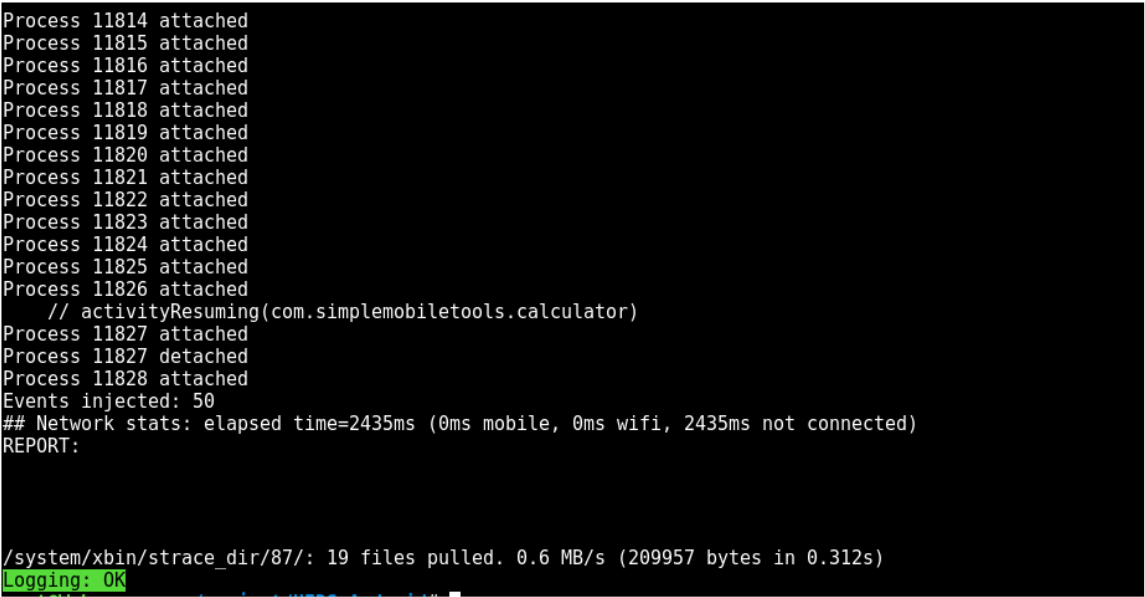 Process 11814 attached
Process 11815 attached
Process 11816 attached
Process 11817 attached
Process 11818 attached
Process 11819 attached
Process 11820 attached
Process 11821 attached
Process 11822 attached
Process 11823 attached
Process 11824 attached
Process 11825 attached
Process 11826 attached
// activityResuming(com.simplemobiletools.calculator)
Process 11827 attached
Process 11827 detached
Process 11828 attached
Events injected: 50
## Network stats: elapsed time=2435ms (0ms mobile, 0ms wifi, 2435ms not connected)
REPORT:
/system/xbin/strace_dir/87/: 19 files pulled. 0.6 MB/s (209957 bytes in 0.312s)
Logging: OK